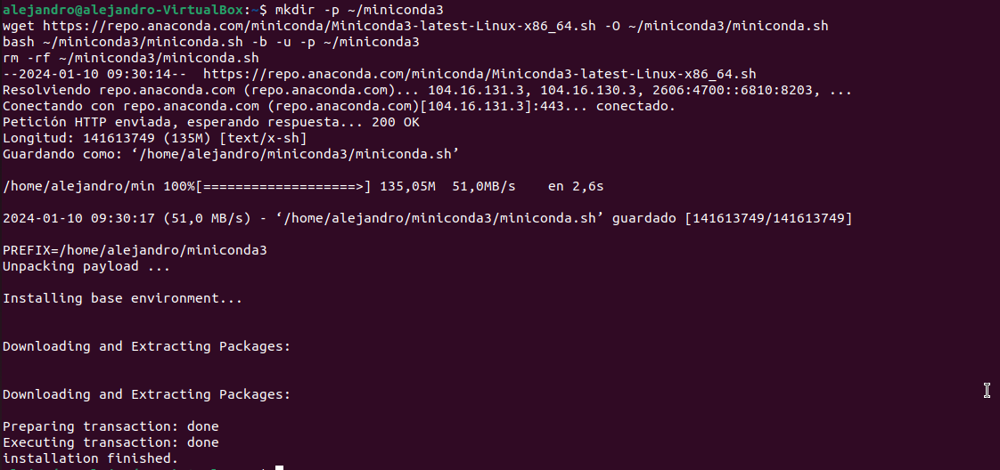 alejandro@alejandro-VirtualBox:~$ mkdir -p ~/miniconda3
wget https://repo.anaconda.com/miniconda/Miniconda3-latest-Linux-x86_64.sh -O ~/miniconda3/miniconda.sh
bash ~/miniconda3/miniconda.sh -b -u -p ~/miniconda3
rm -rf ~/miniconda3/miniconda.sh
--2024-01-10 09:30:14--  https://repo.anaconda.com/miniconda/Miniconda3-latest-Linux-x86_64.sh
Resolviendo repo.anaconda.com (repo.anaconda.com)... 104.16.131.3, 104.16.130.3, 2606:4700::6810:8203, ...
Conectando con repo.anaconda.com (repo.anaconda.com)[104.16.131.3]:443... conectado.
Petición HTTP enviada, esperando respuesta... 200 OK
Longitud: 141613749 (135M) [text/x-sh]
Guardando como: ‘/home/alejandro/miniconda3/miniconda.sh’
/home/alejandro/min 100%[===================>] 135,05M  51,0MB/s    en 2,6s
2024-01-10 09:30:17 (51,0 MB/s) - ‘/home/alejandro/miniconda3/miniconda.sh’ guardado [141613749/141613749]
PREFIX=/home/alejandro/miniconda3
Unpacking payload ...
Installing base environment...
Downloading and Extracting Packages:
Downloading and Extracting Packages:
Preparing transaction: done
Executing transaction: done
installation finished.